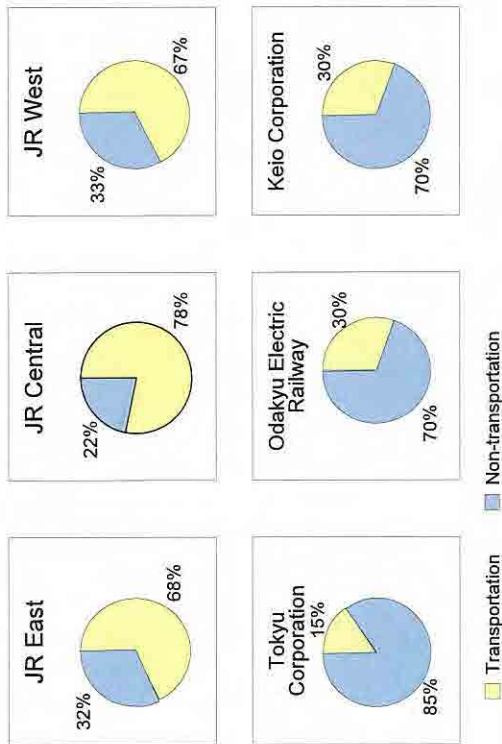 JR East
32%
68%
JR Central
22%
78%
JR West
33%
67%
Tokyu
Corporation
15%
85%
Odakyu Electric
Railway
30%
70%
Keio Corporation
30%
70%
Transportation
Non-transportation